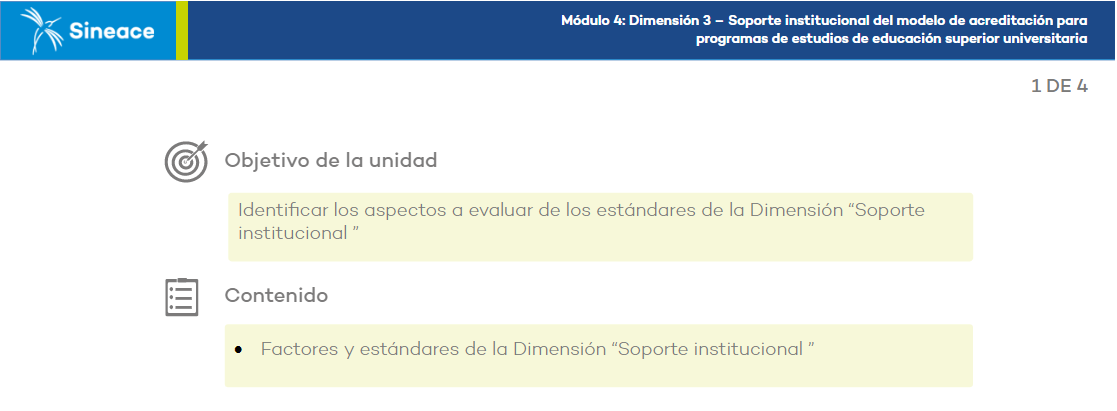 Sineace
Módulo 4: Dimensión 3 – Soporte institucional del modelo de acreditación para
programas de estudios de educación superior universitaria
1 DE 4
Objetivo de la unidad
Identificar los aspectos a evaluar de los estándares de la Dimensión “Soporte
institucional ”
Contenido
• Factores y estándares de la Dimensión “Soporte institucional ”